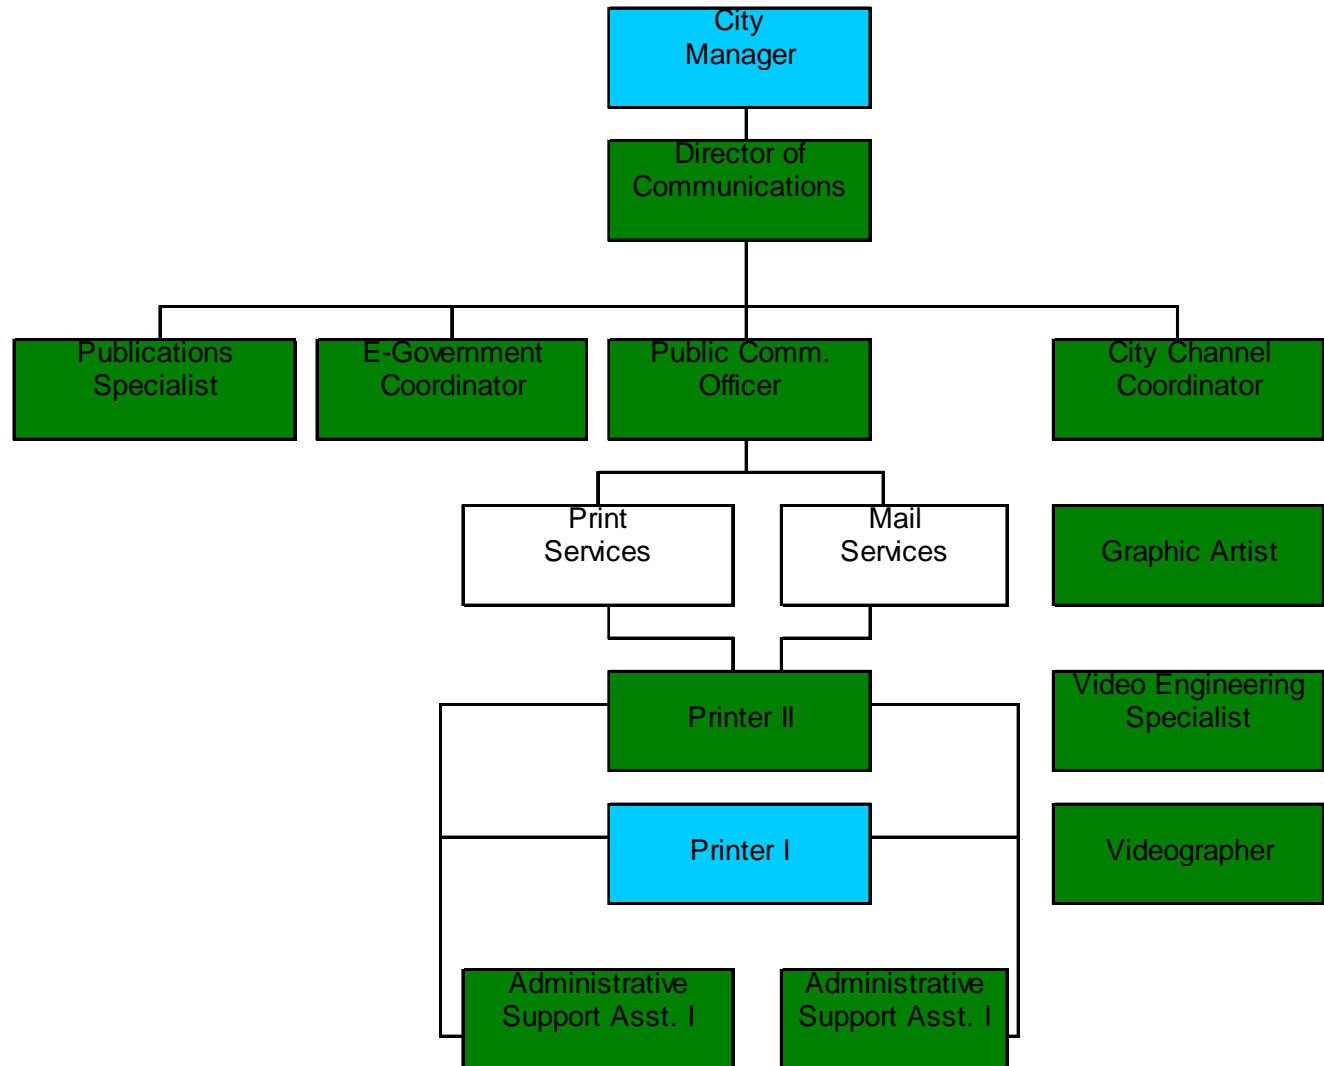 City
Manager
Director of
Communications
Publications
Specialist
E-Government
Coordinator
Public Comm.
Officer
City Channel
Coordinator
Print
Services
Mail
Services
Graphic Artist
Printer II
Video Engineering
Specialist
Printer I
Videographer
Administrative
Support Asst. I
Administrative
Support Asst. I